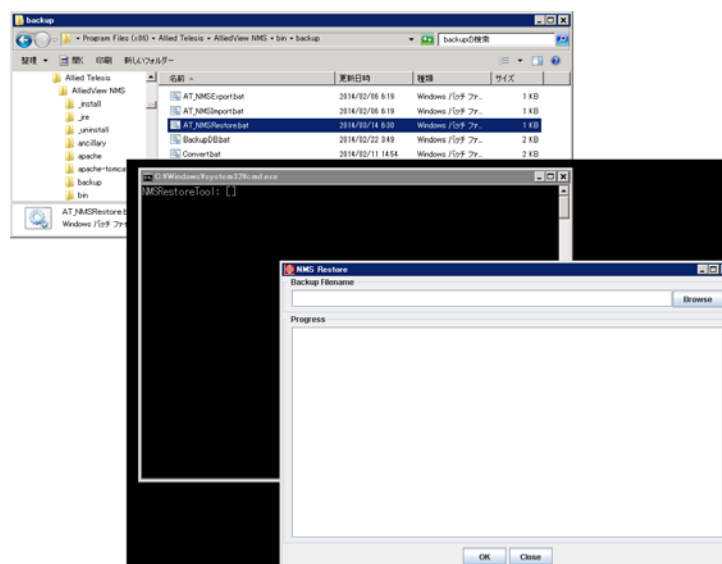 backup
▸ Program Files (x86) ▸ Allied Telesis ▸ AlliedView NMS ▸ bin ▸ backup
backupの検索
整理 ▾ 開く 印刷 新しいフォルダー
Allied Telesis
AlliedView NMS
_install
_jre
_uninstall
ancillary
apache
apache-tomca
backup
bin
名前 更新日時 種類 サイズ
AT_NMSExport.bat 2014/02/06 6:19 Windows バッチ ファ... 1 KB
AT_NMSImport.bat 2014/02/06 6:19 Windows バッチ ファ... 1 KB
AT_NMSRestore.bat 2014/03/14 6:30 Windows バッチ ファ... 1 KB
BackupDB.bat 2014/02/22 3:49 Windows バッチ ファ... 2 KB
Convert.bat 2014/02/11 14:54 Windows バッチ ファ... 2 KB
AT_NMSRestore.b
Windows バッチ ファ
C:¥Windows¥system32¥cmd.exe
NMSRestoreTool: []
NMS Restore
Backup Filename
Browse
Progress
OK Close